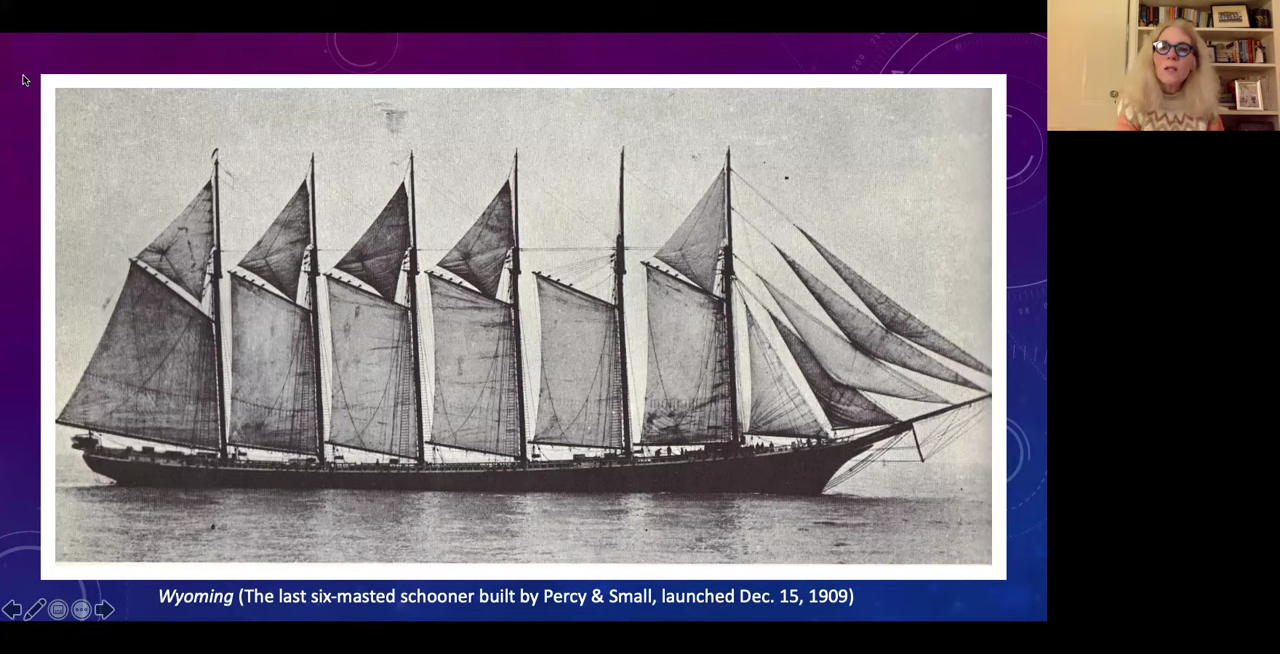 Wyoming (The last six-masted schooner built by Percy & Small, launched Dec. 15, 1909)